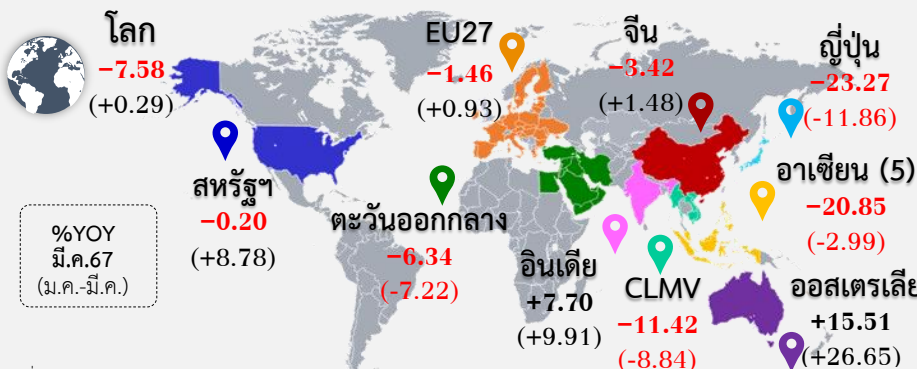 โลก
−7.58
(+0.29)
EU27
−1.46
(+0.93)
จีน
−3.42
(+1.48)
ญี่ปุ่น
−23.27
(-11.86)
สหรัฐฯ
−0.20
(+8.78)
ตะวันออกกลาง
−6.34
(-7.22)
อาเซียน (5)
−20.85
(-2.99)
%YOY
มี.ค.67
(ม.ค.-มี.ค.)
อินเดีย
+7.70
(+9.91)
CLMV
−11.42
(-8.84)
ออสเตรเลีย
+15.51
(+26.65)